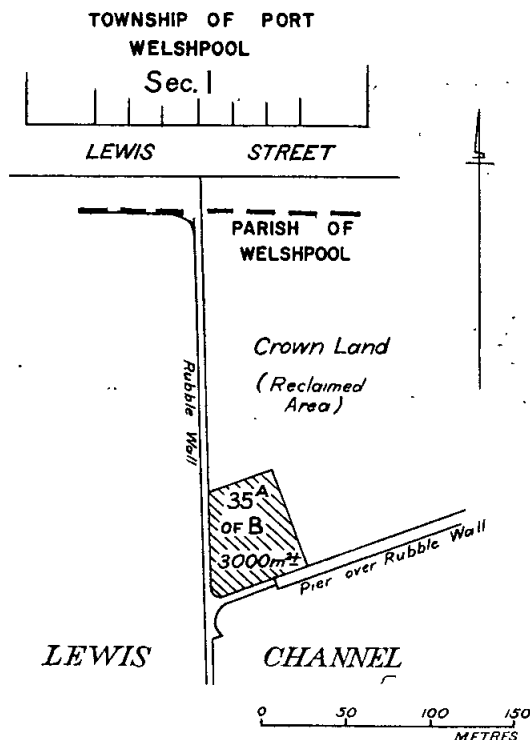 TOWNSHIP OF PORT
WELSHPOOL
Sec. 1
LEWIS STREET
N
PARISH OF
WELSHPOOL
Crown Land
(Reclaimed
Area)
Rubble Wall
35A
OF B
3000m²±
Pier over Rubble Wall
LEWIS CHANNEL
0 50 100 150
METRES